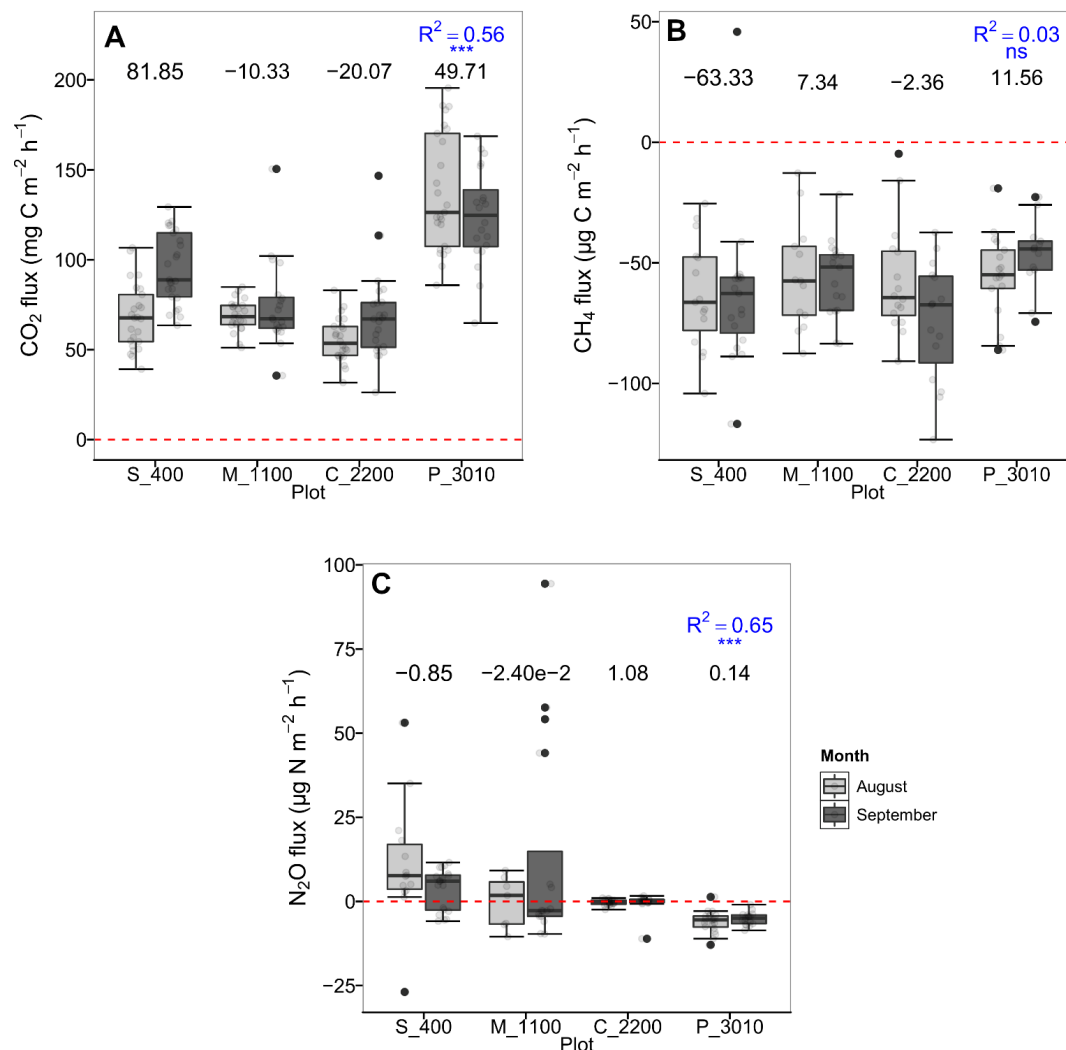 A
R² = 0.56
***
81.85 −10.33 −20.07 49.71
200
150
100
50
0
CO₂ flux (mg C m⁻² h⁻¹)
S_400 M_1100 C_2200 P_3010
Plot
B
R² = 0.03
ns
−63.33 7.34 −2.36 11.56
50
0
−50
−100
CH₄ flux (µg C m⁻² h⁻¹)
S_400 M_1100 C_2200 P_3010
Plot
C
R² = 0.65
***
−0.85 −2.40e−2 1.08 0.14
100
75
50
25
0
−25
N₂O flux (µg N m⁻² h⁻¹)
S_400 M_1100 C_2200 P_3010
Plot
Month
August
September